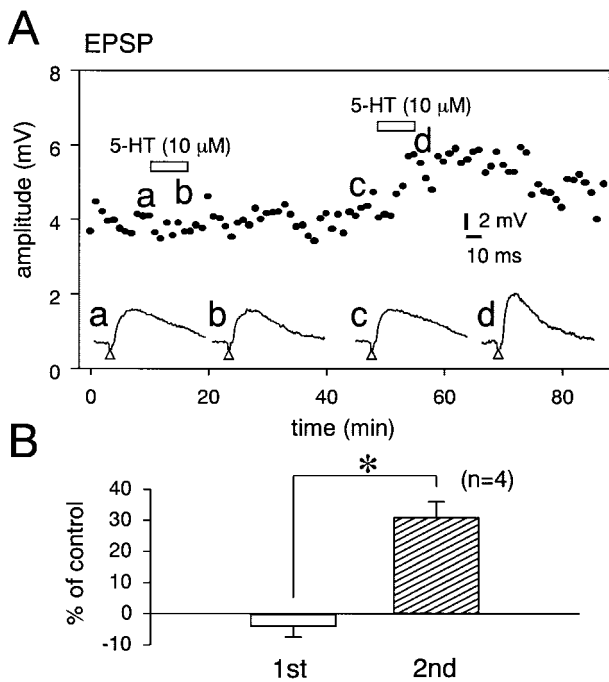 A
EPSP
8
6
4
2
0
amplitude (mV)
5-HT (10 μM)
5-HT (10 μM)
a
b
c
d
2 mV
10 ms
a
b
c
d
0
20
40
60
80
time (min)
B
*
(n=4)
40
30
20
10
0
-10
% of control
1st
2nd